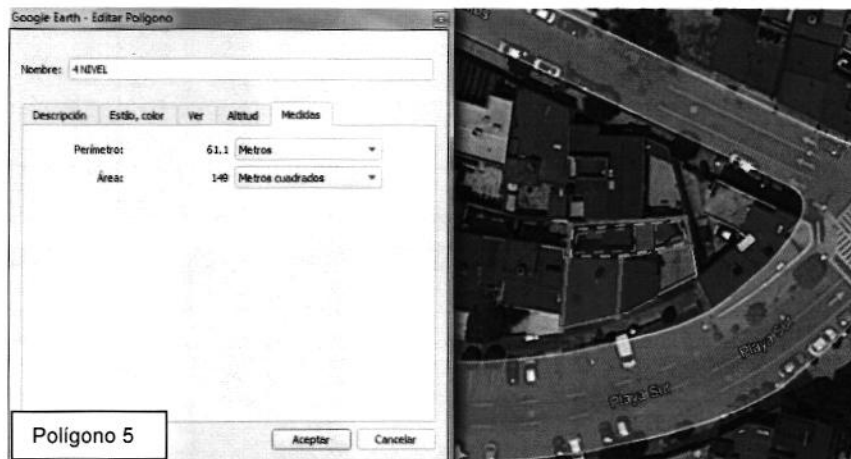 Google Earth - Editar Polígono
Nombre: 4 NIVEL
Descripción Estilo, color Ver Altitud Medidas
Perímetro: 61,1 Metros
Área: 149 Metros cuadrados
Polígono 5
Aceptar Cancelar
Playa Sur
Playa Sur